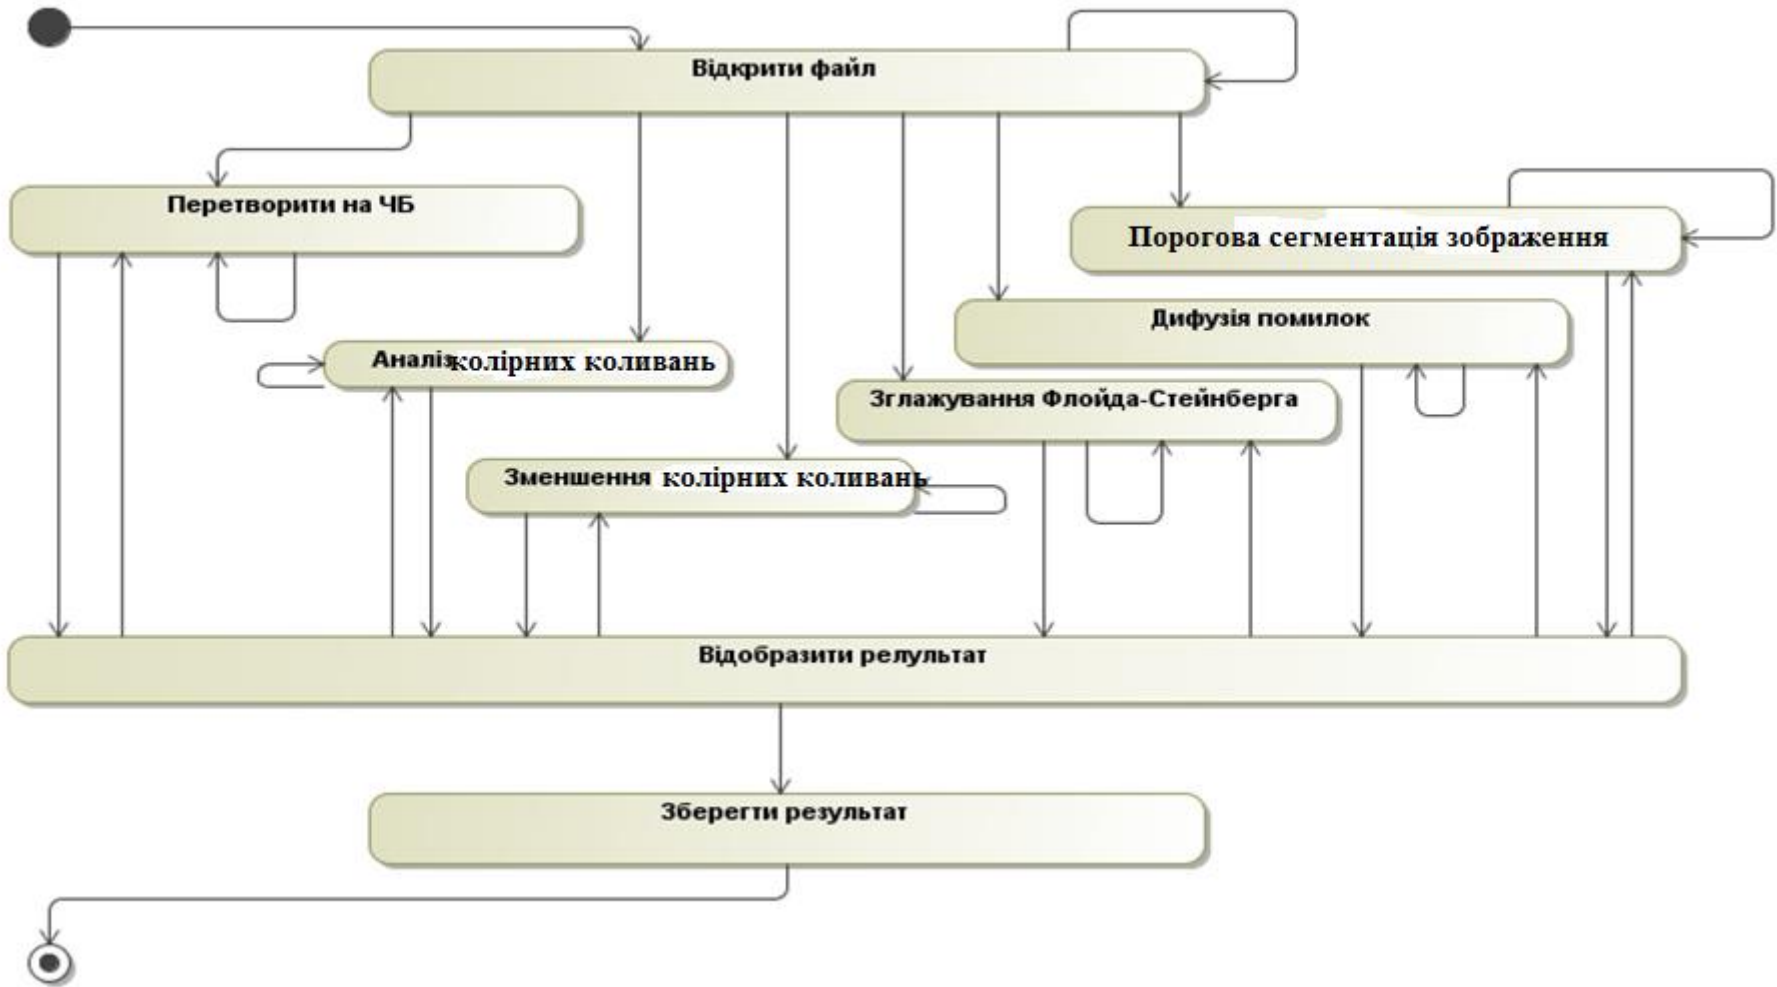 Відкрити файл
Перетворити на ЧБ
Порогова сегментація зображення
Дифузія помилок
Аналіз колірних коливань
Зглажування Флойда-Стейнберга
Зменшення колірних коливань
Відобразити релультат
Зберегти результат